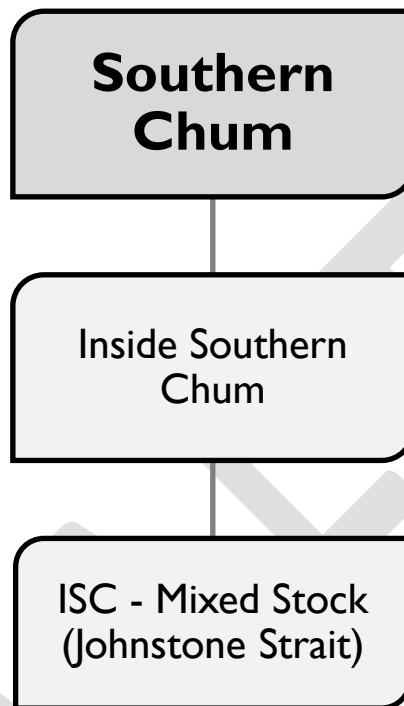 Southern
Chum
Inside Southern
Chum
ISC - Mixed Stock
(Johnstone Strait)